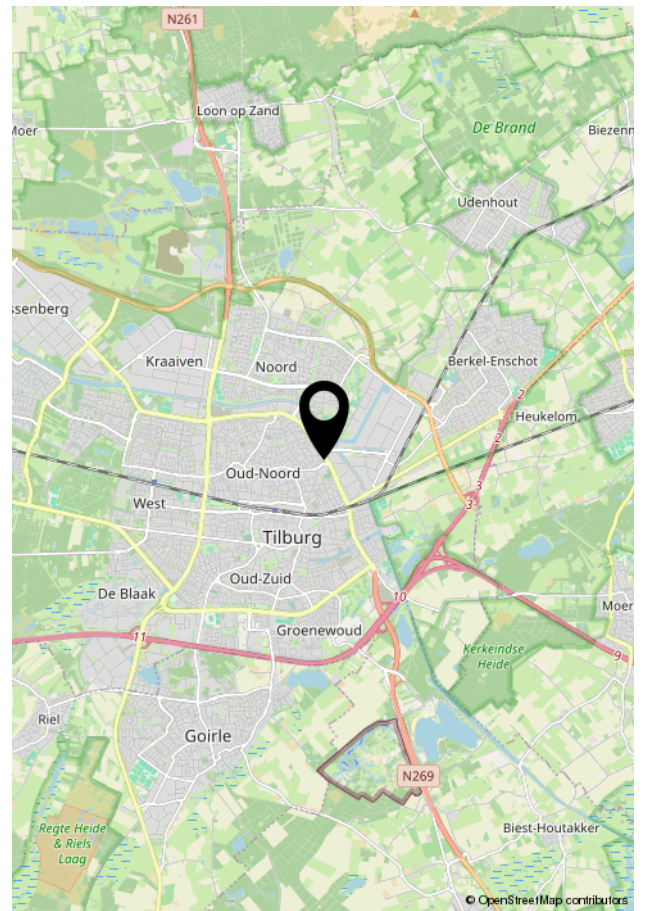 N261
Loon op Zand
Moer
De Brand
Biezenm
Udenhout
ssenberg
Kraaiven
Noord
Berkel-Enschot
2
Heukelom
2
Oud-Noord
3
West
3
Tilburg
Oud-Zuid
De Blaak
10
Moer
Groenewoud
11
Kerkeindse
Heide
9
Riel
Goirle
N269
Regte Heide
& Riels
Laag
Biest-Houtakker
© OpenStreetMap contributors